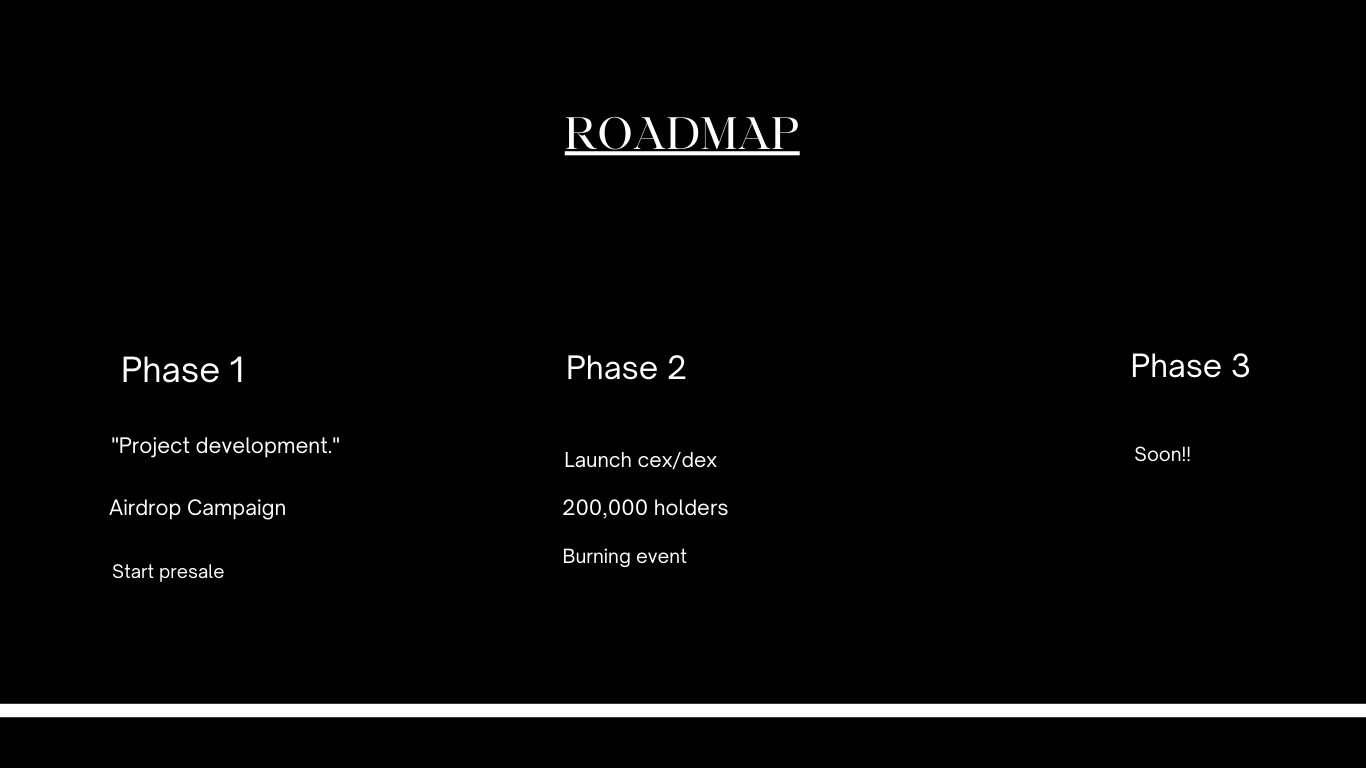 ROADMAP
Phase 1
"Project development."
Airdrop Campaign
Start presale
Phase 2
Launch cex/dex
200,000 holders
Burning event
Phase 3
Soon!!